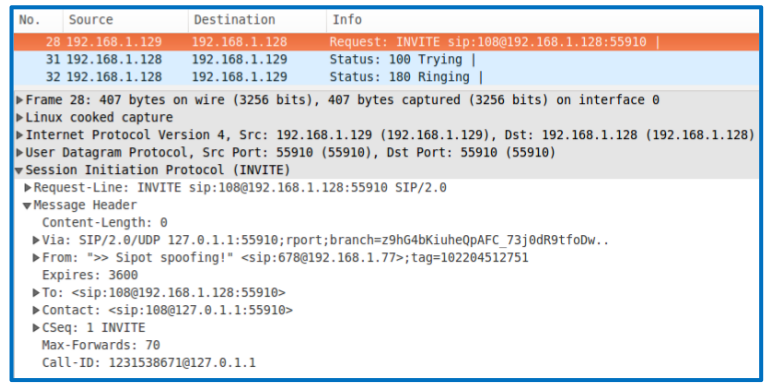 No. Source Destination Info
28 192.168.1.129 192.168.1.128 Request: INVITE sip:108@192.168.1.128:55910 |
31 192.168.1.128 192.168.1.129 Status: 100 Trying |
32 192.168.1.128 192.168.1.129 Status: 180 Ringing |
Frame 28: 407 bytes on wire (3256 bits), 407 bytes captured (3256 bits) on interface 0
Linux cooked capture
Internet Protocol Version 4, Src: 192.168.1.129 (192.168.1.129), Dst: 192.168.1.128 (192.168.1.128)
User Datagram Protocol, Src Port: 55910 (55910), Dst Port: 55910 (55910)
Session Initiation Protocol (INVITE)
Request-Line: INVITE sip:108@192.168.1.128:55910 SIP/2.0
Message Header
Content-Length: 0
Via: SIP/2.0/UDP 127.0.1.1:55910;rport;branch=z9hG4bKiuheQpAFC_73j0dR9tfoDw..
From: ">> Sipot spoofing!" <sip:678@192.168.1.77>;tag=102204512751
Expires: 3600
To: <sip:108@192.168.1.128:55910>
Contact: <sip:108@127.0.1.1:55910>
CSeq: 1 INVITE
Max-Forwards: 70
Call-ID: 1231538671@127.0.1.1